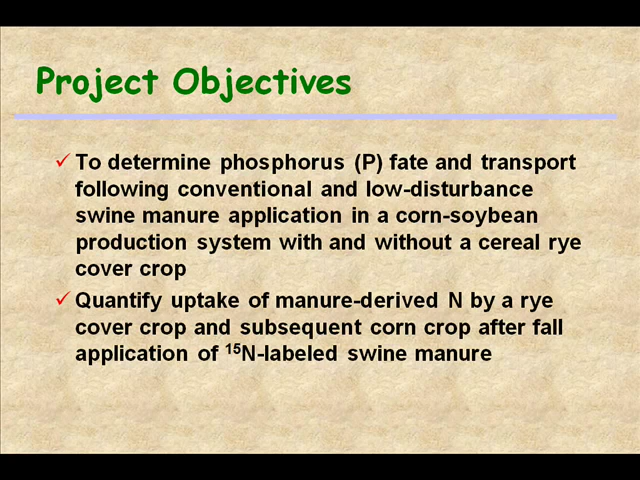 Project Objectives
✓ To determine phosphorus (P) fate and transport
following conventional and low-disturbance
swine manure application in a corn-soybean
production system with and without a cereal rye
cover crop
✓ Quantify uptake of manure-derived N by a rye
cover crop and subsequent corn crop after fall
application of ¹⁵N-labeled swine manure